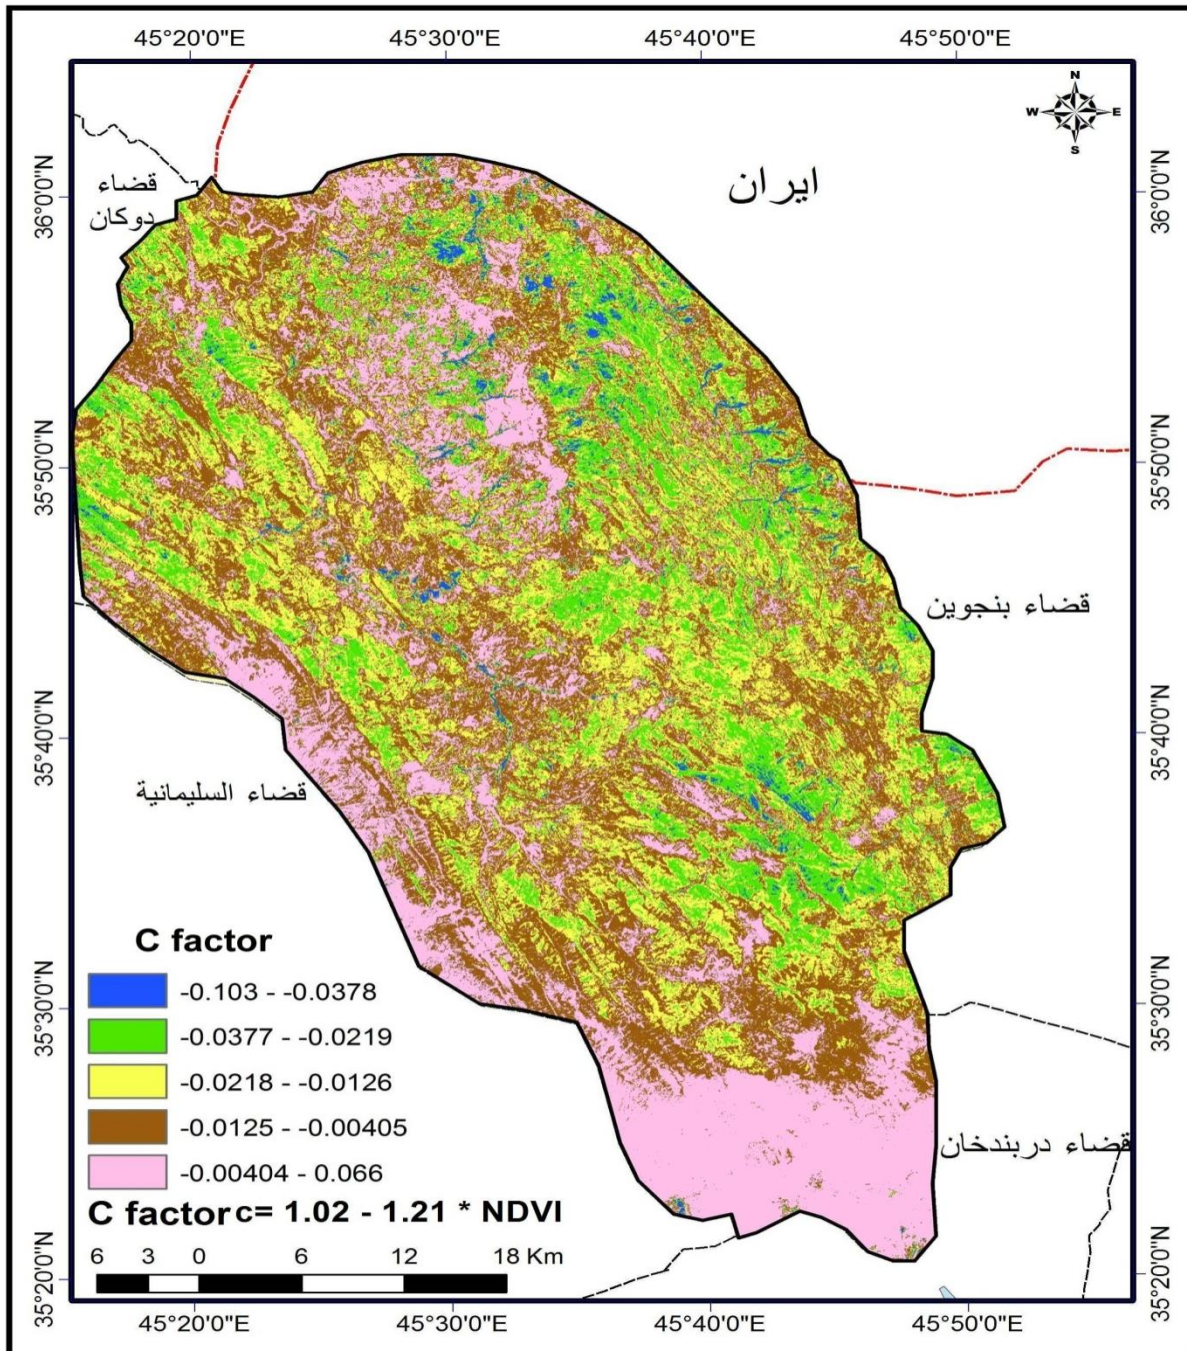 45°20'0"E 45°30'0"E 45°40'0"E 45°50'0"E
N
W E
S
ايران
قضاء
دوكان
36°0'0"N 36°0'0"N
35°50'0"N 35°50'0"N
قضاء بنجوين
35°40'0"N 35°40'0"N
قضاء السليمانية
C factor
-0.103 - -0.0378
-0.0377 - -0.0219
-0.0218 - -0.0126
-0.0125 - -0.00405
-0.00404 - 0.066
35°30'0"N 35°30'0"N
قضاء دربندخان
C factor c= 1.02 - 1.21 * NDVI
6 3 0 6 12 18 Km
35°20'0"N 35°20'0"N
45°20'0"E 45°30'0"E 45°40'0"E 45°50'0"E